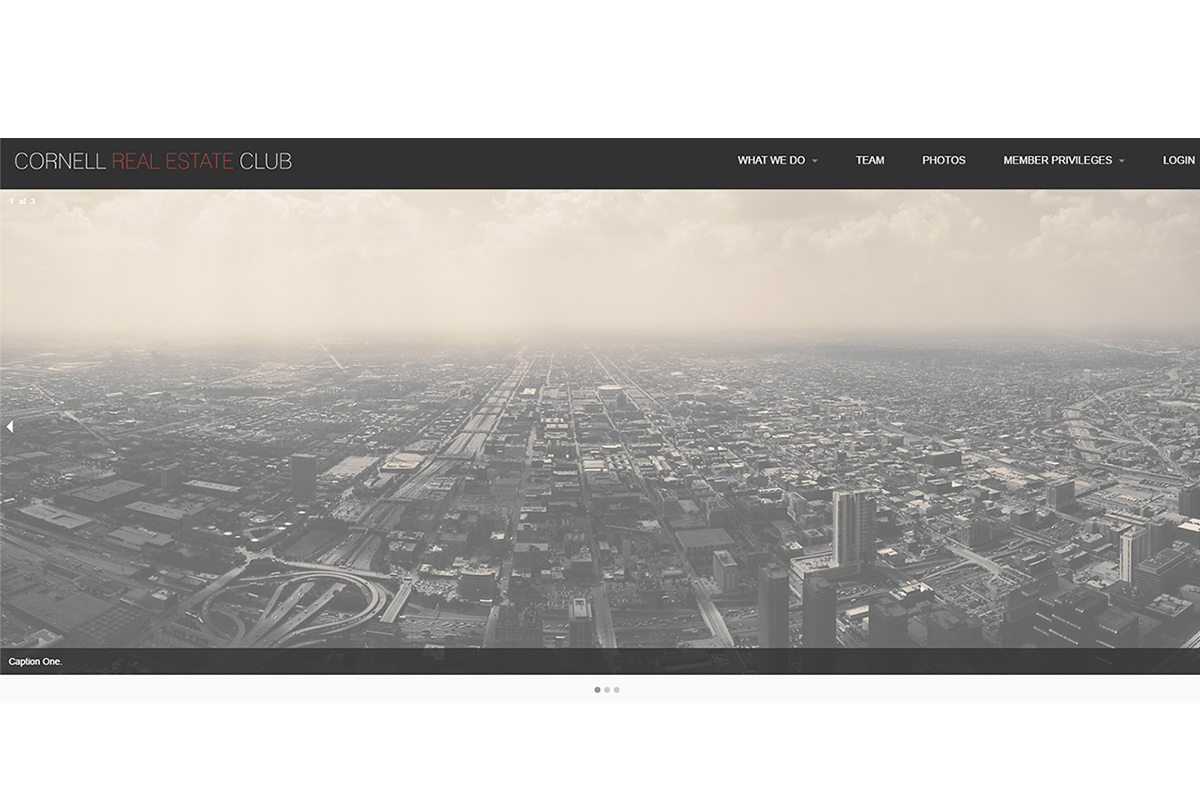 CORNELL REAL ESTATE CLUB
WHAT WE DO TEAM PHOTOS MEMBER PRIVILEGES LOGIN
1 of 3
Caption One.